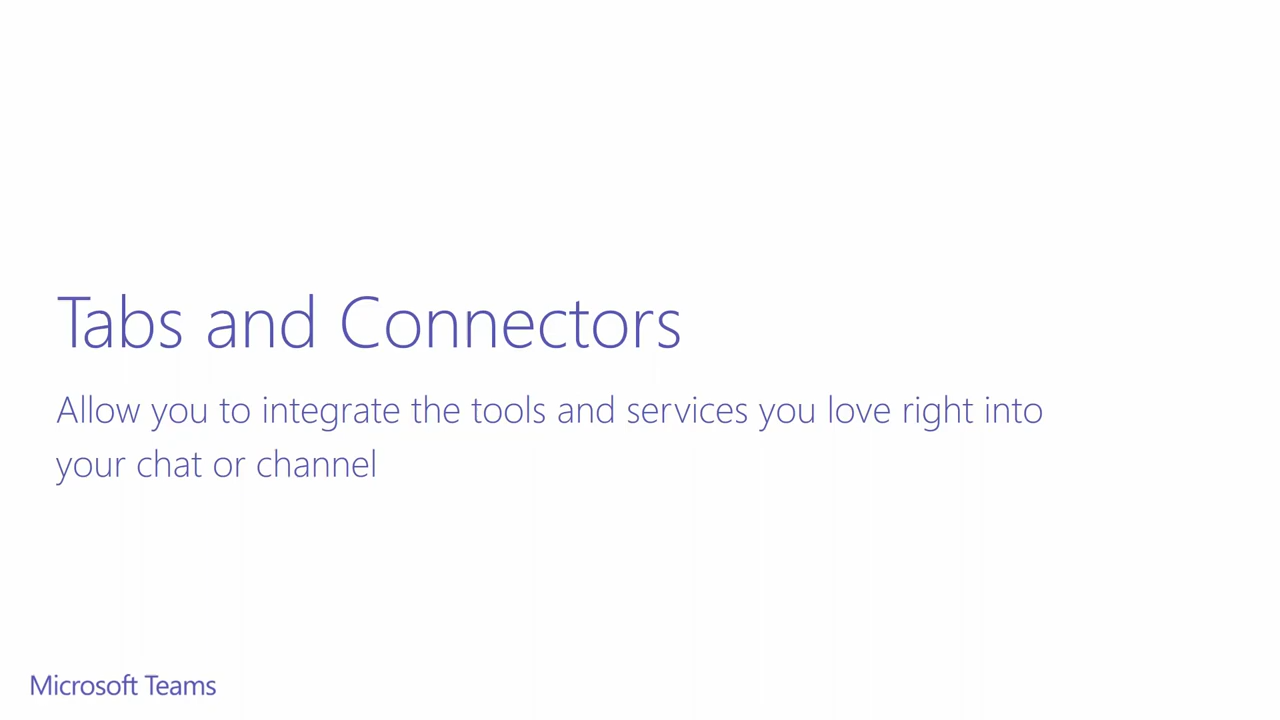 Tabs and Connectors
Allow you to integrate the tools and services you love right into
your chat or channel
Microsoft Teams